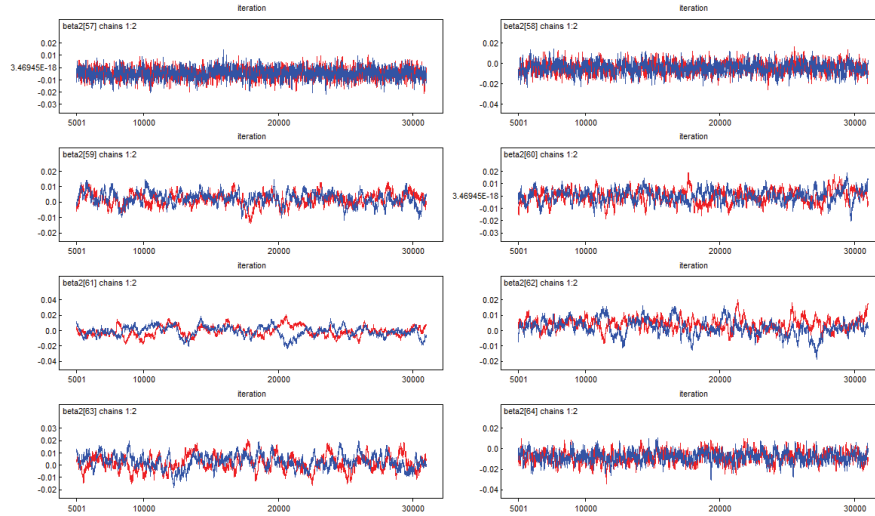 iteration iteration
beta2[57] chains 1:2
0.02
0.01
3.46945E-18
-0.01
-0.02
-0.03
5001 10000 20000 30000
iteration
beta2[58] chains 1:2
0.02
0.0
-0.02
-0.04
5001 10000 20000 30000
iteration
beta2[59] chains 1:2
0.02
0.01
0.0
-0.01
-0.02
5001 10000 20000 30000
iteration
beta2[60] chains 1:2
0.02
0.01
3.46945E-18
-0.01
-0.02
-0.03
5001 10000 20000 30000
iteration
beta2[61] chains 1:2
0.04
0.02
0.0
-0.02
-0.04
5001 10000 20000 30000
iteration
beta2[62] chains 1:2
0.02
0.01
0.0
-0.01
-0.02
5001 10000 20000 30000
iteration
beta2[63] chains 1:2
0.03
0.02
0.01
0.0
-0.01
-0.02
5001 10000 20000 30000
beta2[64] chains 1:2
0.02
0.0
-0.02
-0.04
5001 10000 20000 30000